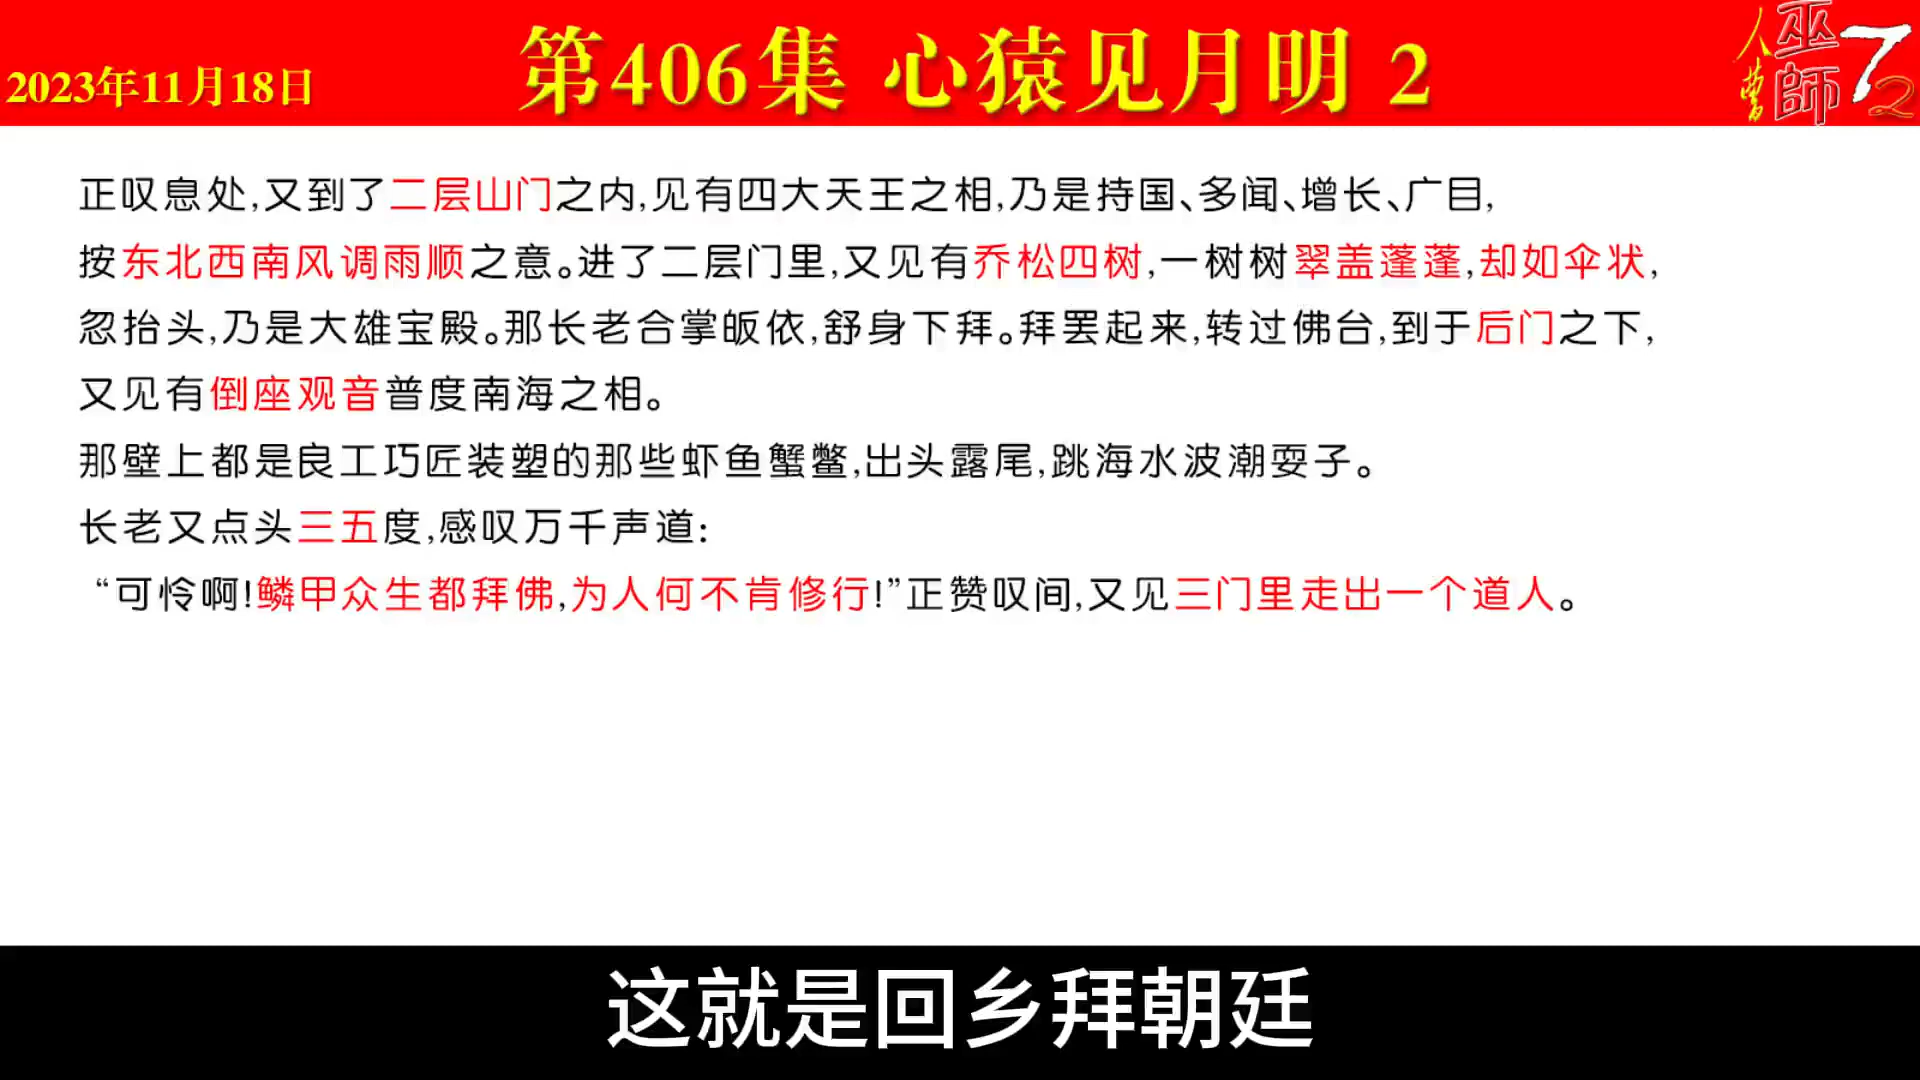 2023年11月18日
第406集 心猿见月明 2
人曹
巫師
72
正叹息处,又到了二层山门之内,见有四大天王之相,乃是持国、多闻、增长、广目,
按东北西南风调雨顺之意。进了二层门里,又见有乔松四树,一树树翠盖蓬蓬,却如伞状,
忽抬头,乃是大雄宝殿。那长老合掌皈依,舒身下拜。拜罢起来,转过佛台,到于后门之下,
又见有倒座观音普度南海之相。
那壁上都是良工巧匠装塑的那些虾鱼蟹鳖,出头露尾,跳海水波潮耍子。
长老又点头三五度,感叹万千声道:
“可怜啊!鳞甲众生都拜佛,为人何不肯修行!”正赞叹间,又见三门里走出一个道人。
这就是回乡拜朝廷